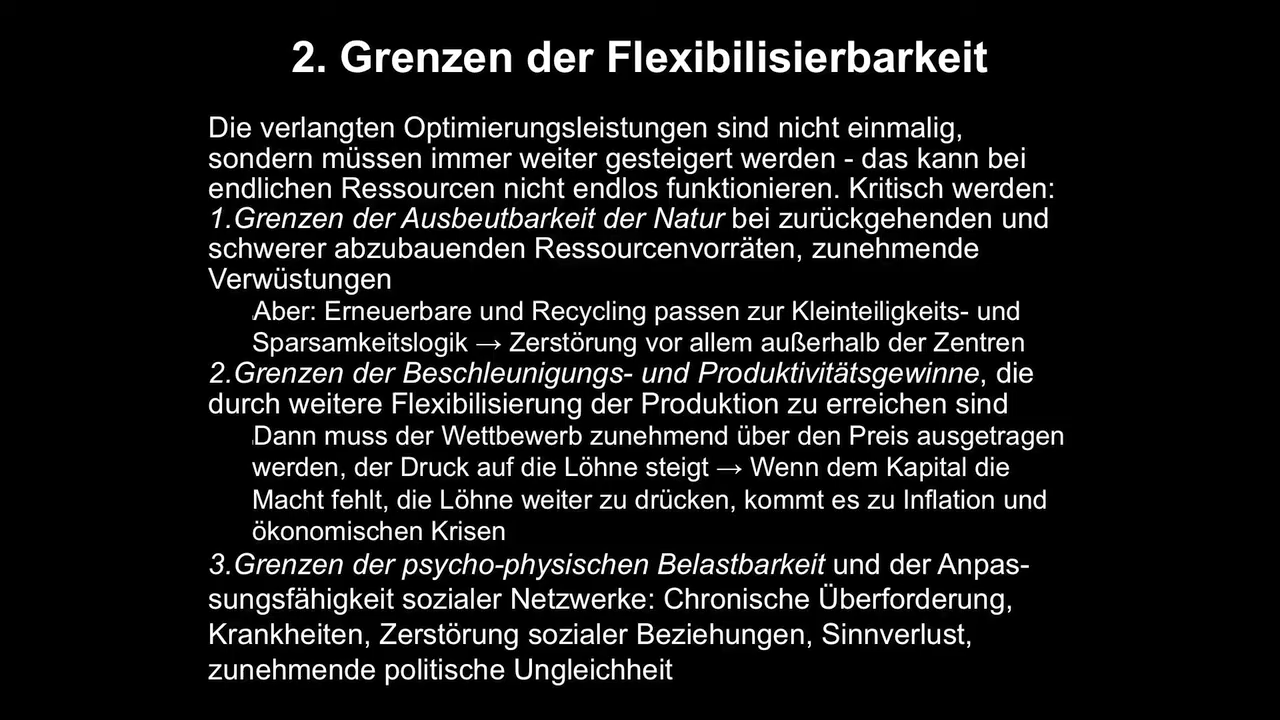 2. Grenzen der Flexibilisierbarkeit
Die verlangten Optimierungsleistungen sind nicht einmalig,
sondern müssen immer weiter gesteigert werden - das kann bei
endlichen Ressourcen nicht endlos funktionieren. Kritisch werden:
1.Grenzen der Ausbeutbarkeit der Natur bei zurückgehenden und
schwerer abzubauenden Ressourcenvorräten, zunehmende
Verwüstungen
Aber: Erneuerbare und Recycling passen zur Kleinteiligkeits- und
Sparsamkeitslogik → Zerstörung vor allem außerhalb der Zentren
2.Grenzen der Beschleunigungs- und Produktivitätsgewinne, die
durch weitere Flexibilisierung der Produktion zu erreichen sind
Dann muss der Wettbewerb zunehmend über den Preis ausgetragen
werden, der Druck auf die Löhne steigt → Wenn dem Kapital die
Macht fehlt, die Löhne weiter zu drücken, kommt es zu Inflation und
ökonomischen Krisen
3.Grenzen der psycho-physischen Belastbarkeit und der Anpas-
sungsfähigkeit sozialer Netzwerke: Chronische Überforderung,
Krankheiten, Zerstörung sozialer Beziehungen, Sinnverlust,
zunehmende politische Ungleichheit